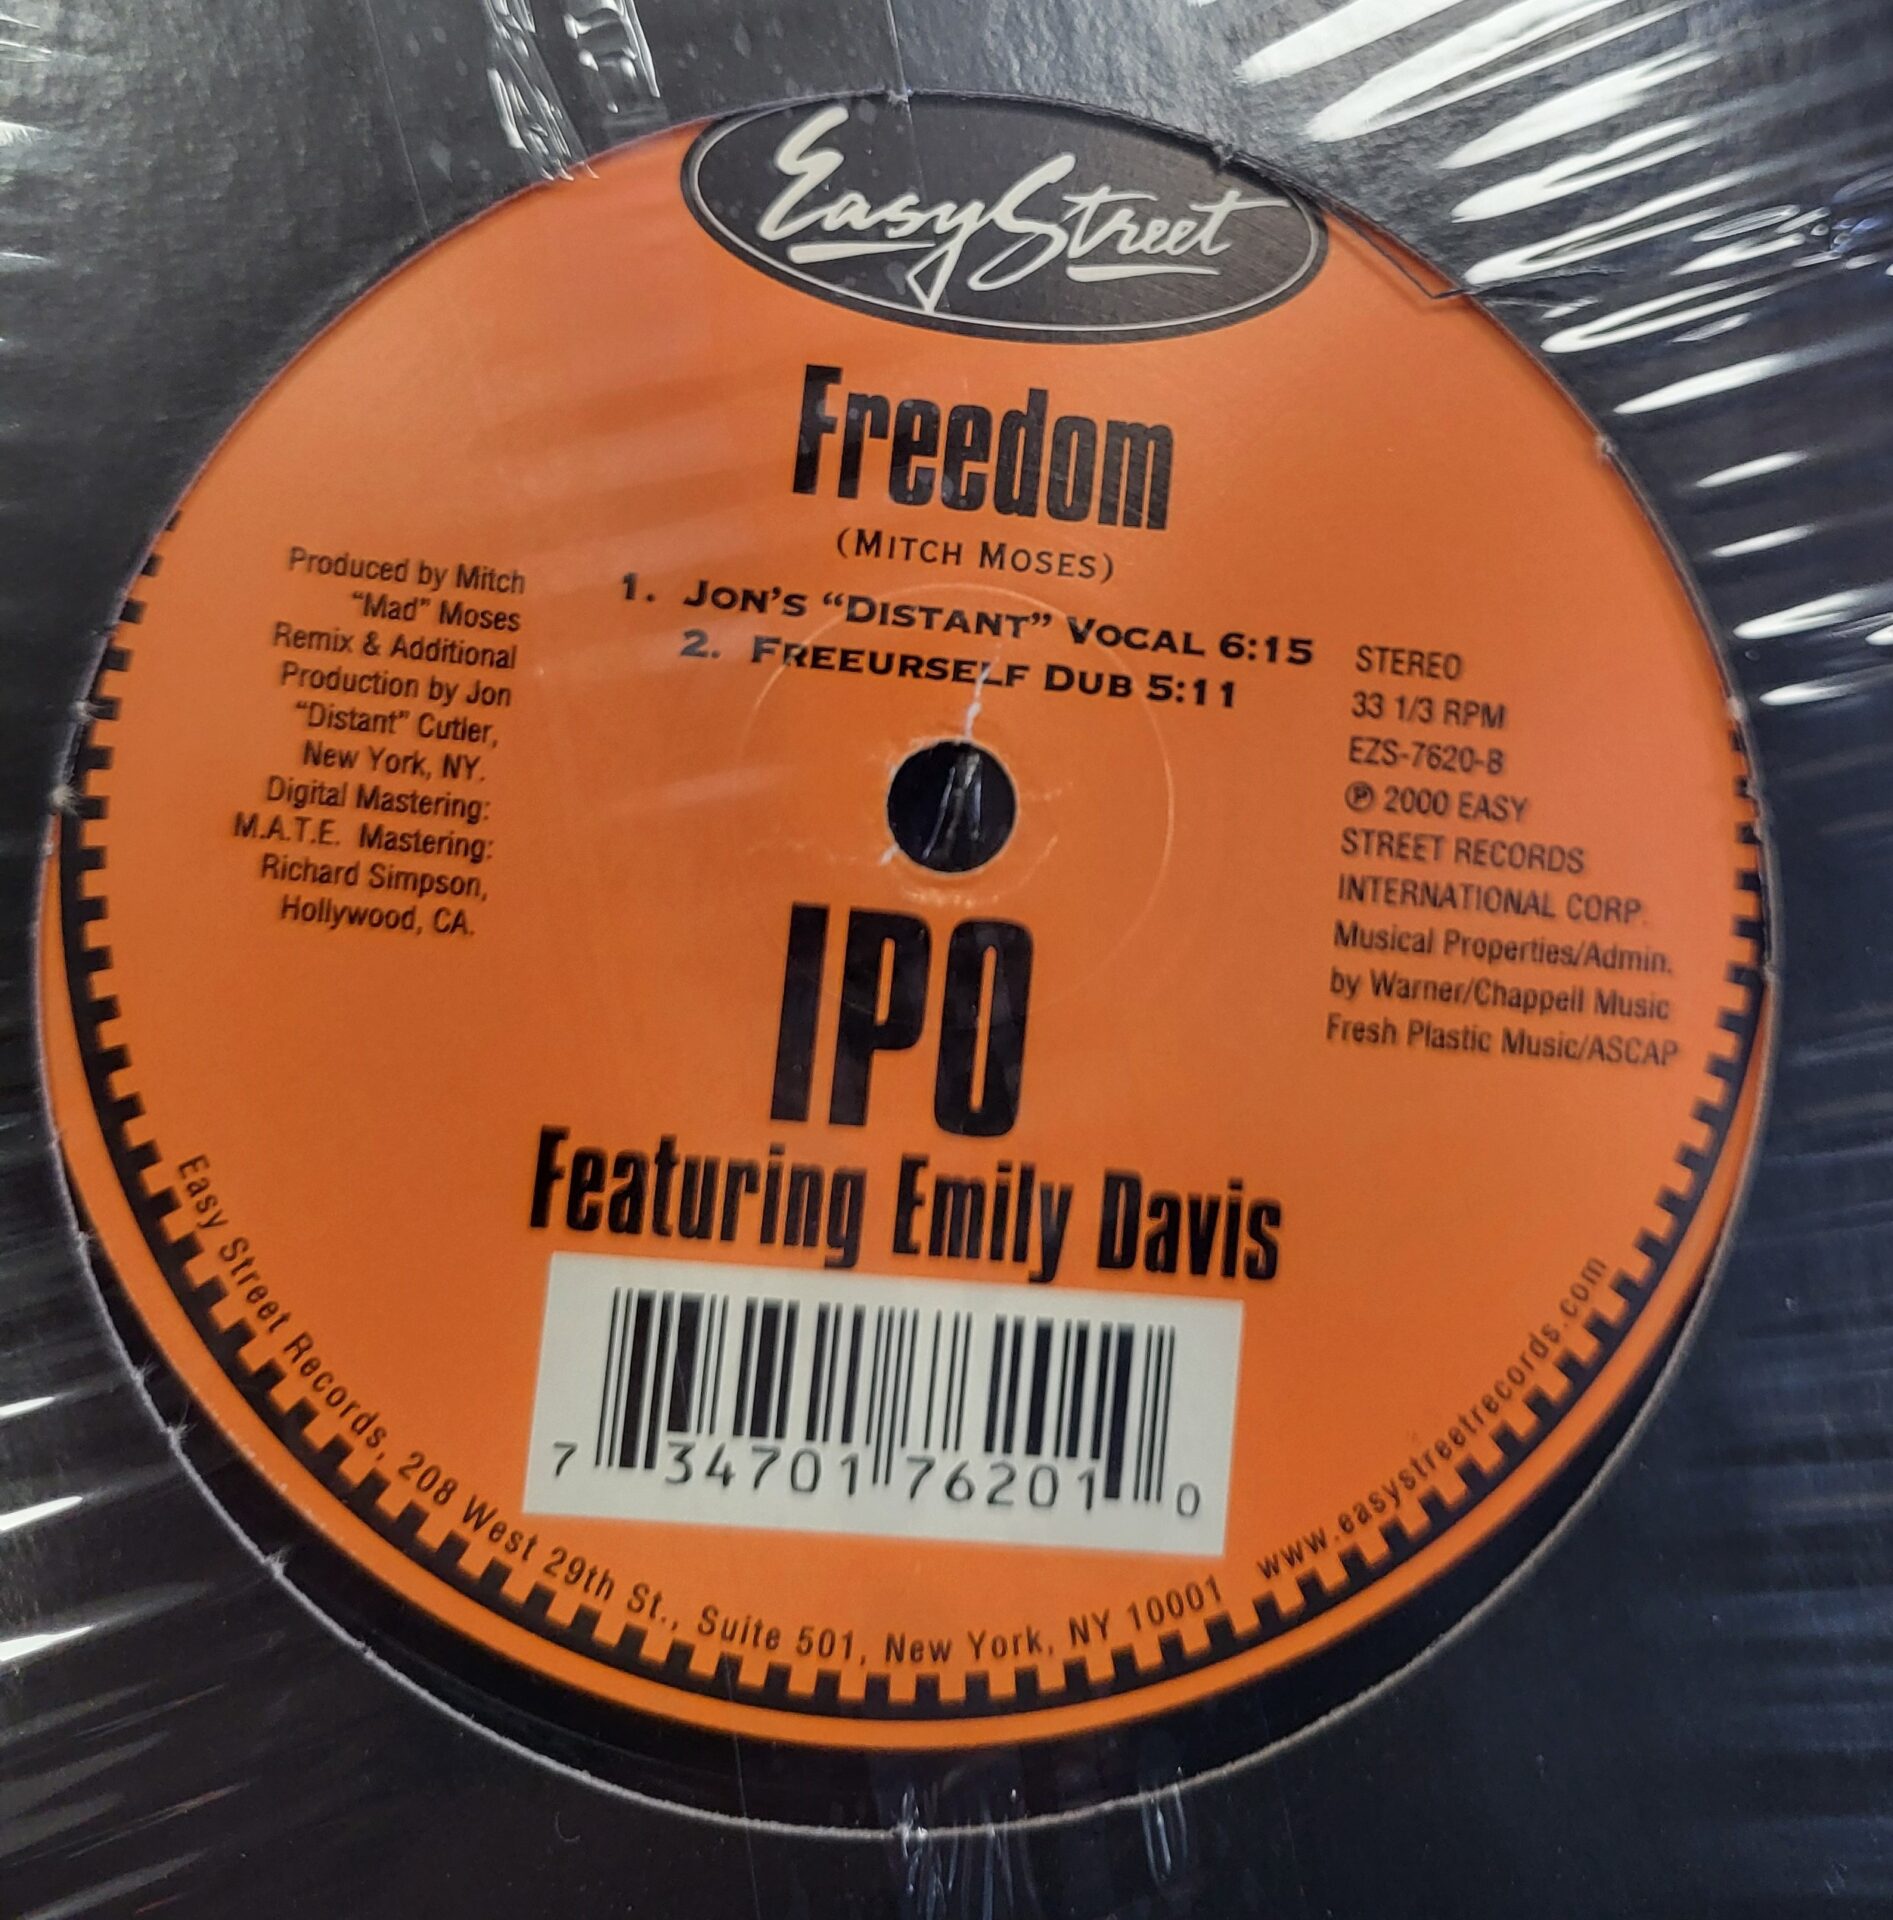 Easy Street
Freedom
(MITCH MOSES)
1. JON'S “DISTANT” VOCAL 6:15
2. FREEURSELF DUB 5:11
Produced by Mitch
“Mad” Moses
Remix & Additional
Production by Jon
“Distant” Cutler,
New York, NY.
Digital Mastering:
M.A.T.E. Mastering:
Richard Simpson,
Hollywood, CA.
STEREO
33 1/3 RPM
EZS-7620-B
℗ 2000 EASY
STREET RECORDS
INTERNATIONAL CORP.
Musical Properties/Admin.
by Warner/Chappell Music
Fresh Plastic Music/ASCAP
IPO
Featuring Emily Davis
7 34701 76201 0
Easy Street Records, 208 West 29th St., Suite 501, New York, NY 10001 www.easystreetrecords.com